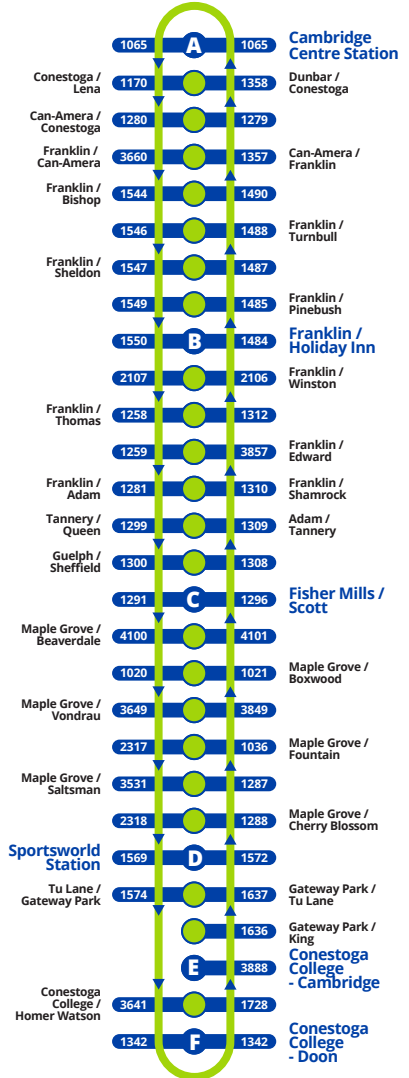 1065 A 1065 Cambridge
Centre Station
Conestoga /
Lena 1170 1358 Dunbar /
Conestoga
Can-Amera /
Conestoga 1280 1279
Franklin /
Can-Amera 3660 1357 Can-Amera /
Franklin
Franklin /
Bishop 1544 1490
1546 1488 Franklin /
Turnbull
Franklin /
Sheldon 1547 1487
1549 1485 Franklin /
Pinebush
1550 B 1484 Franklin /
Holiday Inn
2107 2106 Franklin /
Winston
Franklin /
Thomas 1258 1312
1259 3857 Franklin /
Edward
Franklin /
Adam 1281 1310 Franklin /
Shamrock
Tannery /
Queen 1299 1309 Adam /
Tannery
Guelph /
Sheffield 1300 1308
1291 C 1296 Fisher Mills /
Scott
Maple Grove /
Beaverdale 4100 4101
1020 1021 Maple Grove /
Boxwood
Maple Grove /
Vondrau 3649 3849
2317 1036 Maple Grove /
Fountain
Maple Grove /
Saltsman 3531 1287
2318 1288 Maple Grove /
Cherry Blossom
Sportsworld
Station 1569 D 1572
Tu Lane /
Gateway Park 1574 1637 Gateway Park /
Tu Lane
1636 Gateway Park /
King
E 3888 Conestoga
College
- Cambridge
Conestoga
College /
Homer Watson 3641 1728
1342 F 1342 Conestoga
College
- Doon